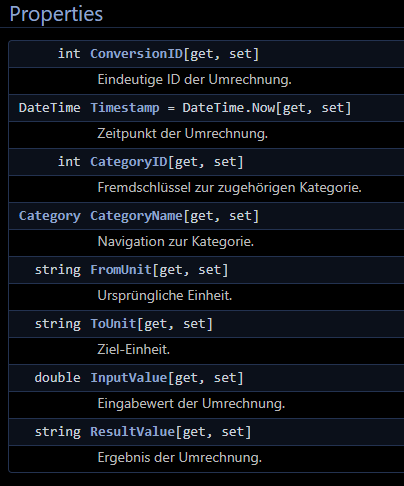 Properties
int ConversionID[get, set]
Eindeutige ID der Umrechnung.
DateTime Timestamp = DateTime.Now[get, set]
Zeitpunkt der Umrechnung.
int CategoryID[get, set]
Fremdschlüssel zur zugehörigen Kategorie.
Category CategoryName[get, set]
Navigation zur Kategorie.
string FromUnit[get, set]
Ursprüngliche Einheit.
string ToUnit[get, set]
Ziel-Einheit.
double InputValue[get, set]
Eingabewert der Umrechnung.
string ResultValue[get, set]
Ergebnis der Umrechnung.